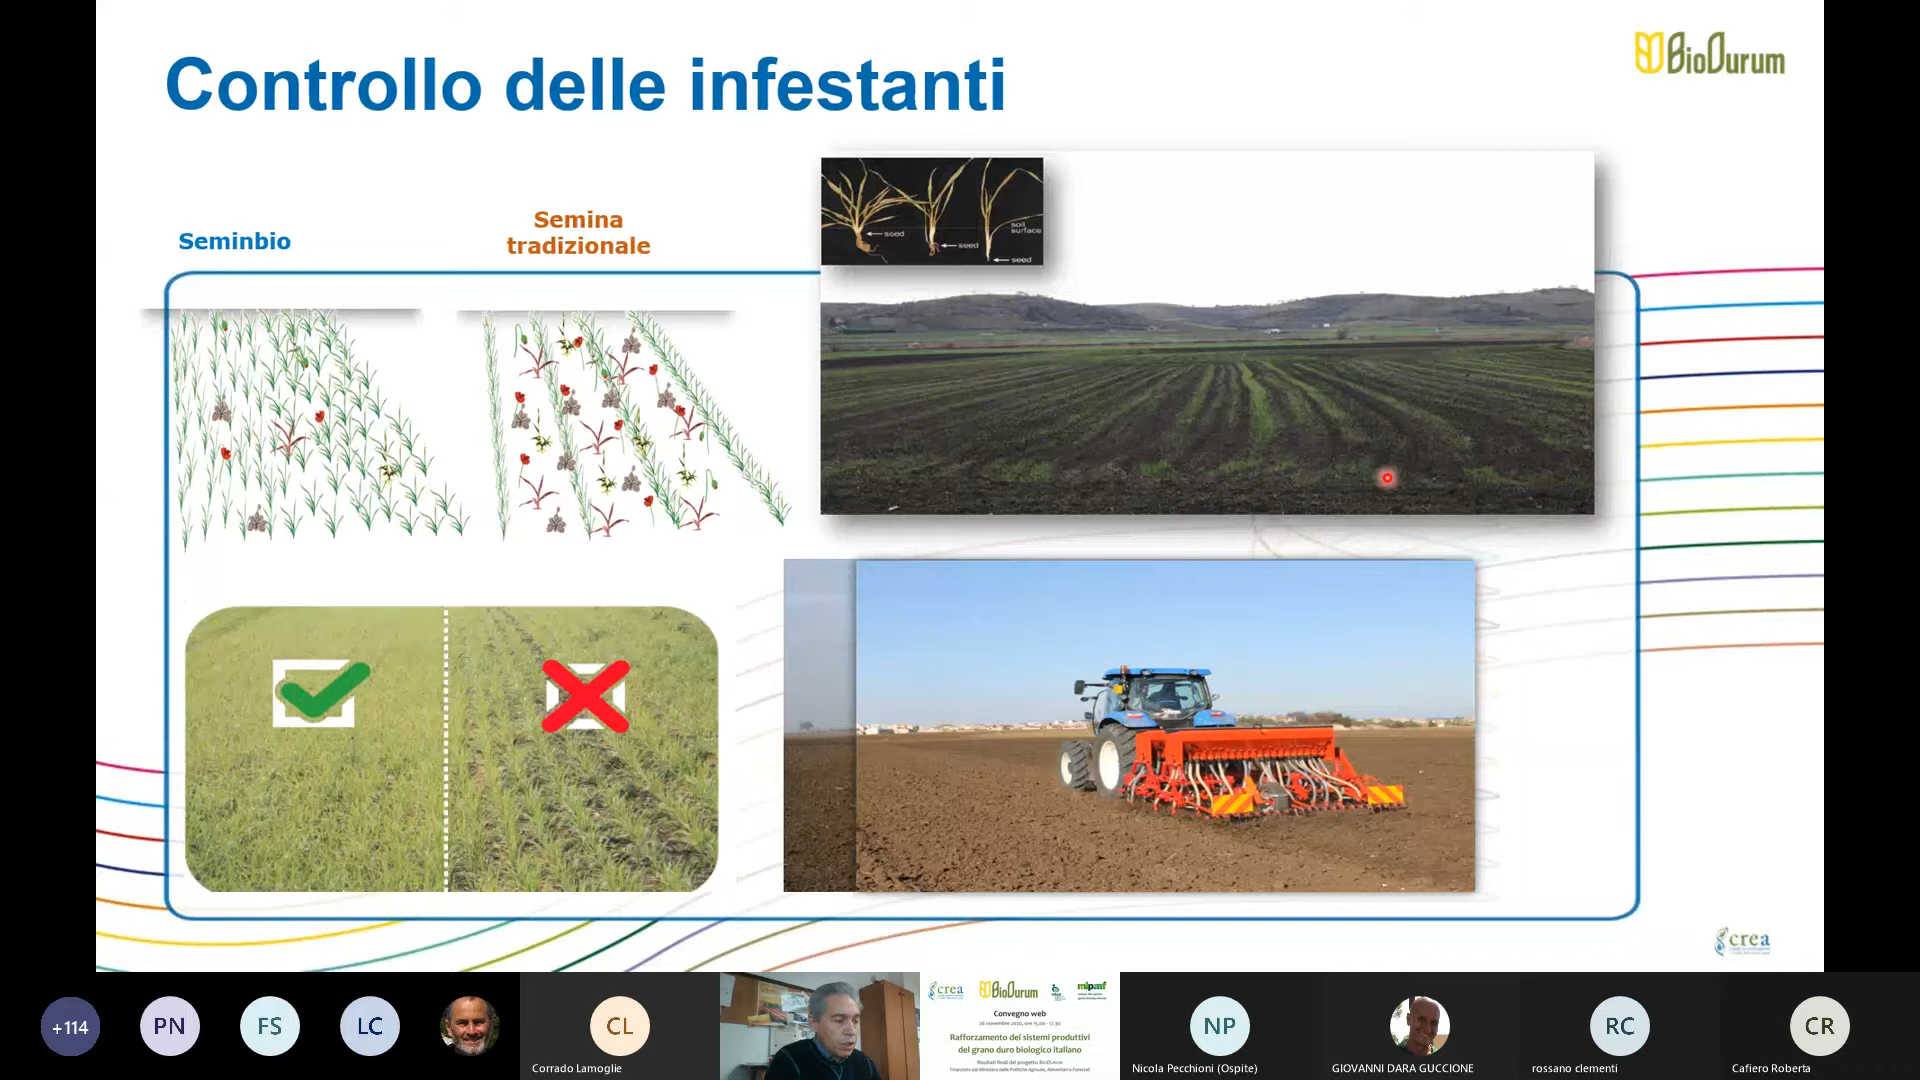 Controllo delle infestanti
BioDurum
Seminbio
Semina
tradizionale
seed
seed
soil
surface
seed
crea
+114
PN
FS
LC
CL
Corrado Lamoglie
crea
BioDurum
mipaaf
Convegno web
26 novembre 2020, ore 15.00 - 17.30
Rafforzamento dei sistemi produttivi
del grano duro biologico italiano
Risultati finali del progetto BioDurum
Finanziato dal Ministero delle Politiche Agricole, Alimentari e Forestali
NP
Nicola Pecchioni (Ospite)
GIOVANNI DARA GUCCIONE
RC
rossano clementi
CR
Cafiero Roberta